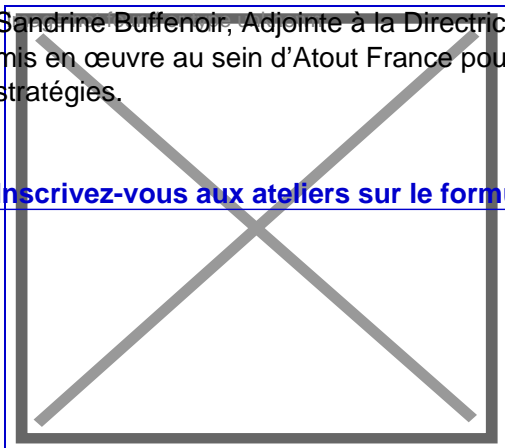 Sandrine Buffenoir, Adjointe à la Directric
mis en œuvre au sein d’Atout France pou
stratégies.
Inscrivez-vous aux ateliers sur le form